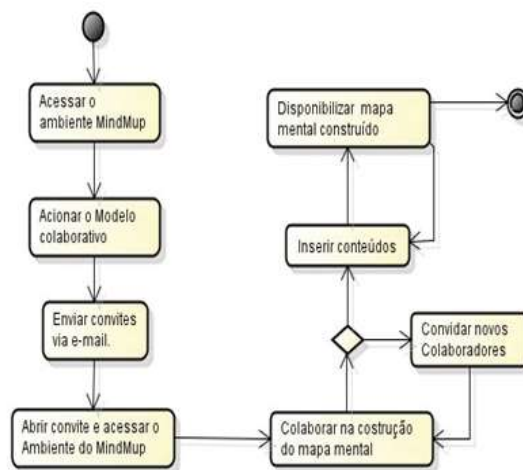 Acessar o
ambiente MindMup
Acionar o Modelo
colaborativo
Enviar convites
via e-mail.
Abrir convite e acessar o
Ambiente do MindMup
Colaborar na costrução
do mapa mental
Convidar novos
Colaboradores
Inserir conteúdos
Disponibilizar mapa
mental construído